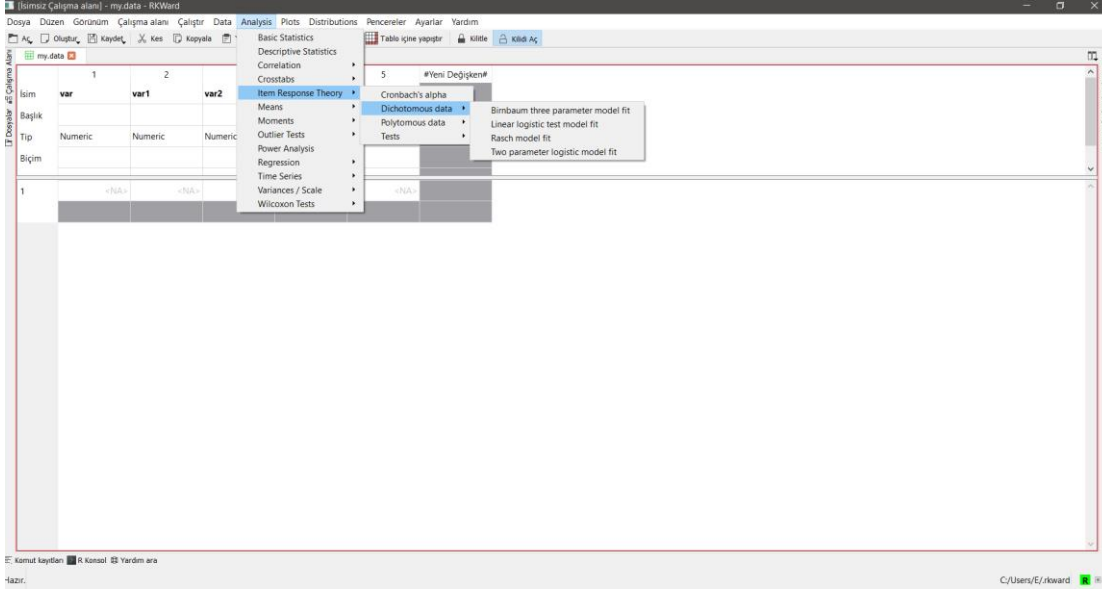 [İsimsiz Çalışma alanı] - my.data - RKWard
Dosya Düzen Görünüm Çalışma alanı Çalıştır Data Analysis Plots Distributions Pencereler Ayarlar Yardım
Aç Oluştur Kaydet Kes Kopyala Tablo içine yapıştır Kilitle Kilidi Aç
my.data
1 2 5 #Yeni Değişken#
İsim var var1 var2
Başlık
Tip Numeric Numeric Numeric
Biçim
1 <NA> <NA> <NA>
Basic Statistics
Descriptive Statistics
Correlation
Crosstabs
Item Response Theory
Means
Moments
Outlier Tests
Power Analysis
Regression
Time Series
Variances / Scale
Wilcoxon Tests
Cronbach's alpha
Dichotomous data
Polytomous data
Tests
Birnbaum three parameter model fit
Linear logistic test model fit
Rasch model fit
Two parameter logistic model fit
Dosyalar Çalışma Alanı
Komut kayıtları R Konsol Yardım ara
Hazır.
C:/Users/E/.rkward R